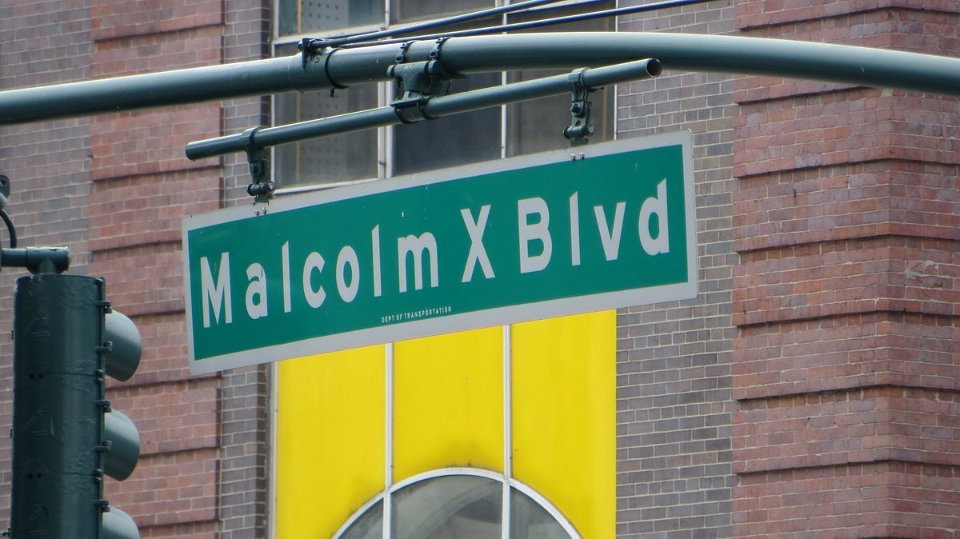 Malcolm X Blvd
DEPT OF TRANSPORTATION